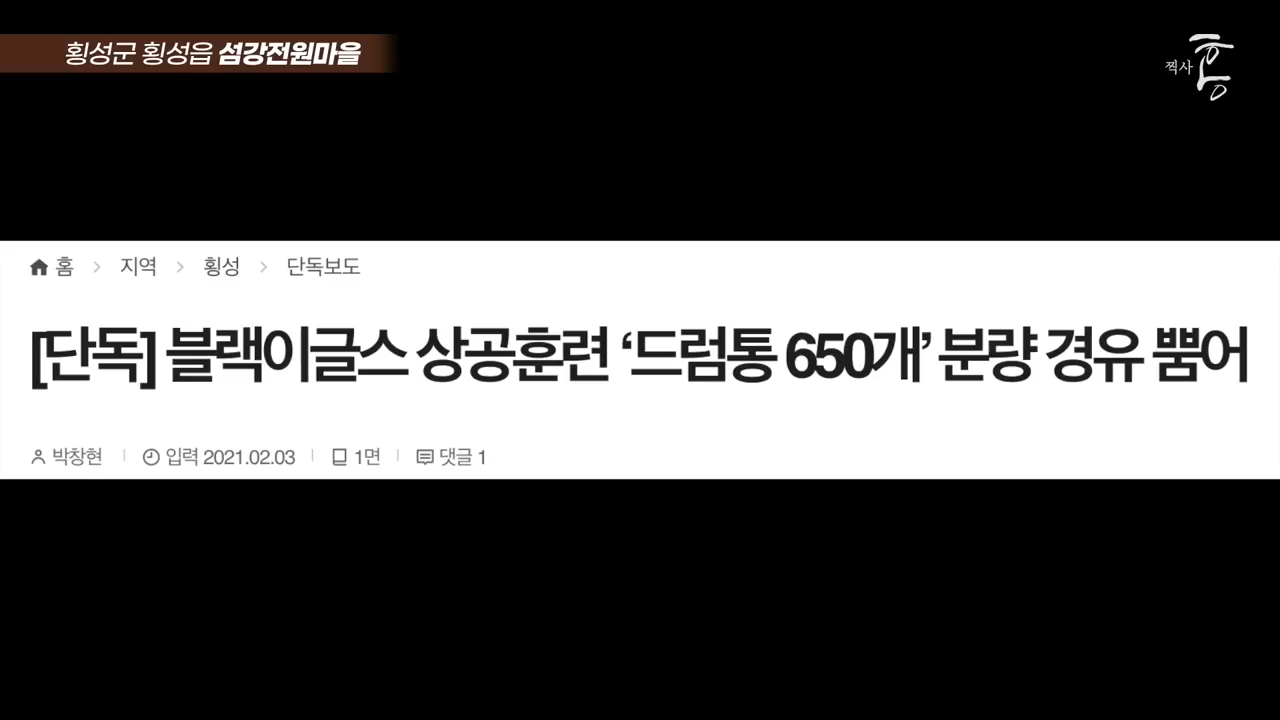 횡성군 횡성읍 섬강전원마을
찍사 홍
홈 > 지역 > 횡성 > 단독보도
[단독] 블랙이글스 상공훈련 ‘드럼통 650개’ 분량 경유 뿜어
박창현 | 입력 2021.02.03 | 1면 | 댓글 1